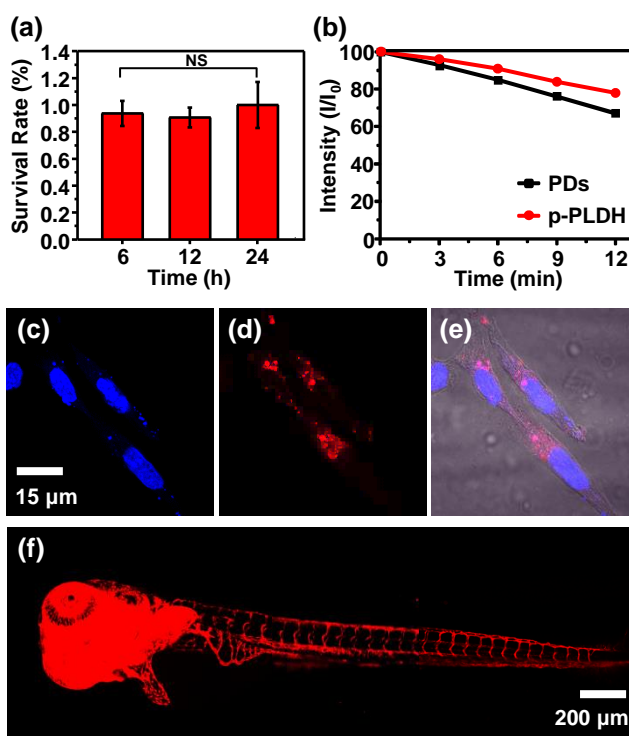 (a)
1.4
1.2
1.0
0.8
0.6
0.4
0.2
0.0
Survival Rate (%)
NS
6 12 24
Time (h)
(b)
100
80
60
40
20
0
Intensity (I/I₀)
PDs
p-PLDH
0 3 6 9 12
Time (min)
(c)
15 μm
(d)
(e)
(f)
200 μm